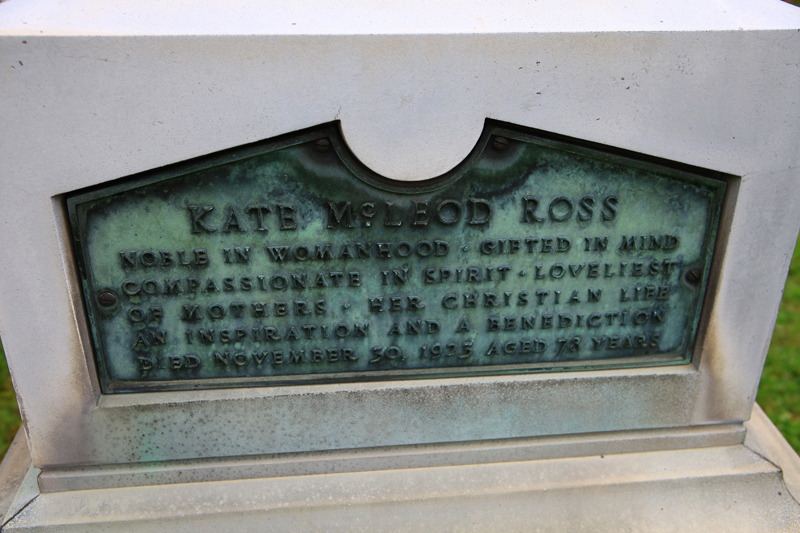 KATE McLEOD ROSS
NOBLE IN WOMANHOOD · GIFTED IN MIND
COMPASSIONATE IN SPIRIT · LOVELIEST
OF MOTHERS · HER CHRISTIAN LIFE
AN INSPIRATION AND A BENEDICTION
DIED NOVEMBER 30, 1925 AGED 78 YEARS